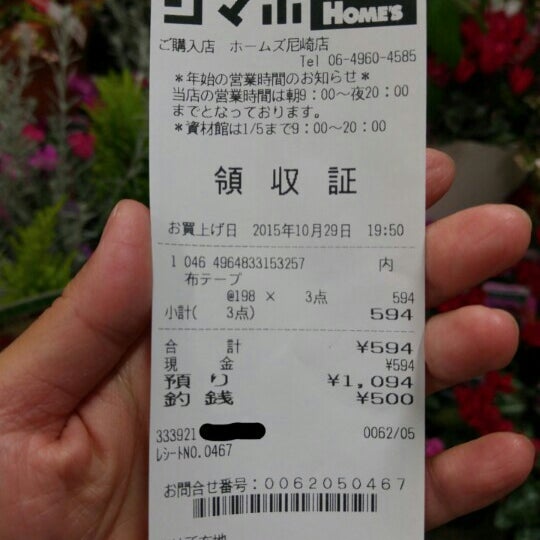 HOME'S
ご購入店 ホームズ尼崎店
Tel 06-4960-4585
*年始の営業時間のお知らせ*
当店の営業時間は朝9:00～夜20:00
までとなっております。
*資材館は1/5まで9:00～20:00
領収証
お買上げ日 2015年10月29日 19:50
1 046 4964833153257 内
布テープ
@198 × 3点 594
小計( 3点) 594
合計 ¥594
現金 ¥594
預り ¥1,094
釣銭 ¥500
333921 0062/05
レシートNO.0467
お問合せ番号:0062050467